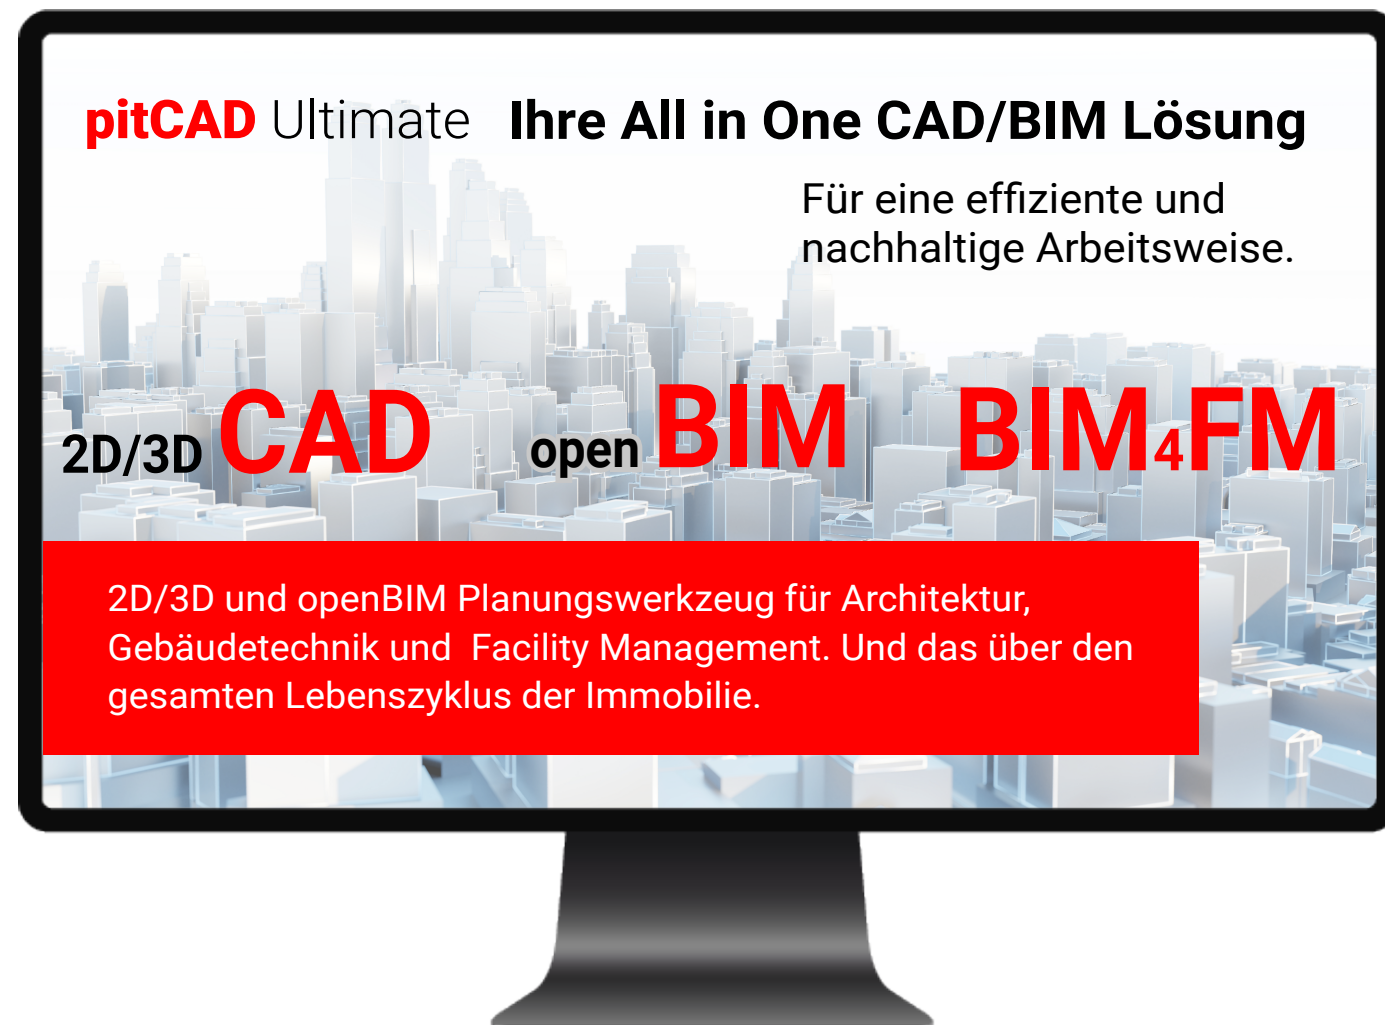 pitCAD Ultimate Ihre All in One CAD/BIM Lösung
Für eine effiziente und
nachhaltige Arbeitsweise.
2D/3D CAD open BIM BIM4FM
2D/3D und openBIM Planungswerkzeug für Architektur,
Gebäudetechnik und Facility Management. Und das über den
gesamten Lebenszyklus der Immobilie.